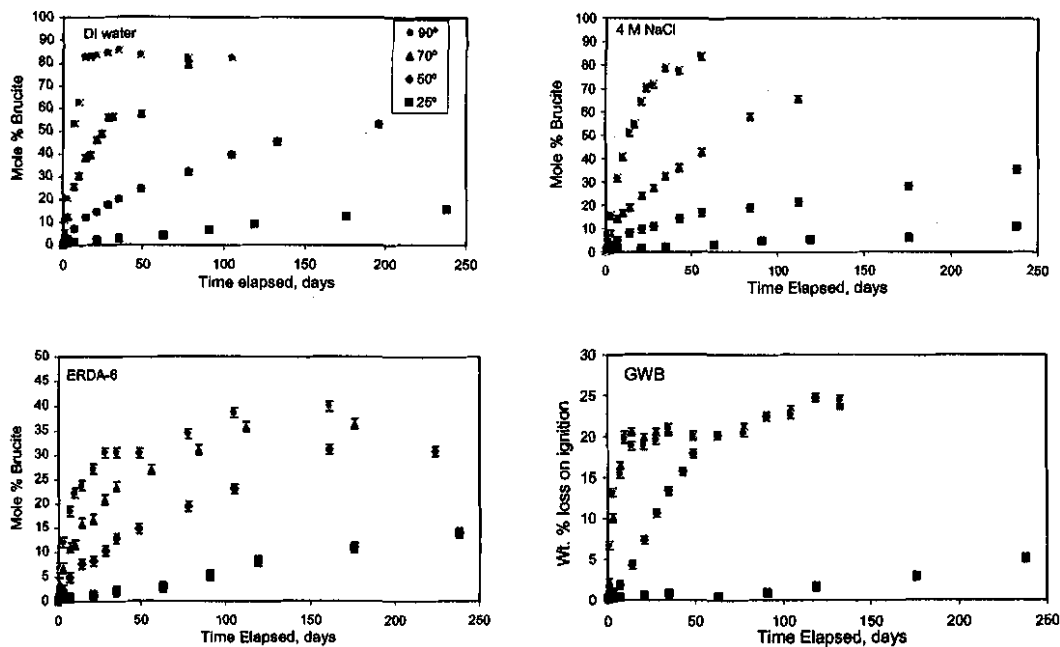 DI water
90°
70°
50°
25°
Mole % Brucite
100
90
80
70
60
50
40
30
20
10
0
0 50 100 150 200 250
Time elapsed, days
4 M NaCl
Mole % Brucite
100
90
80
70
60
50
40
30
20
10
0
0 50 100 150 200 250
Time Elapsed, days
ERDA-6
Mole % Brucite
50
45
40
35
30
25
20
15
10
5
0
0 50 100 150 200 250
Time Elapsed, days
GWB
Wt. % loss on ignition
30
25
20
15
10
5
0
0 50 100 150 200 250
Time Elapsed, days